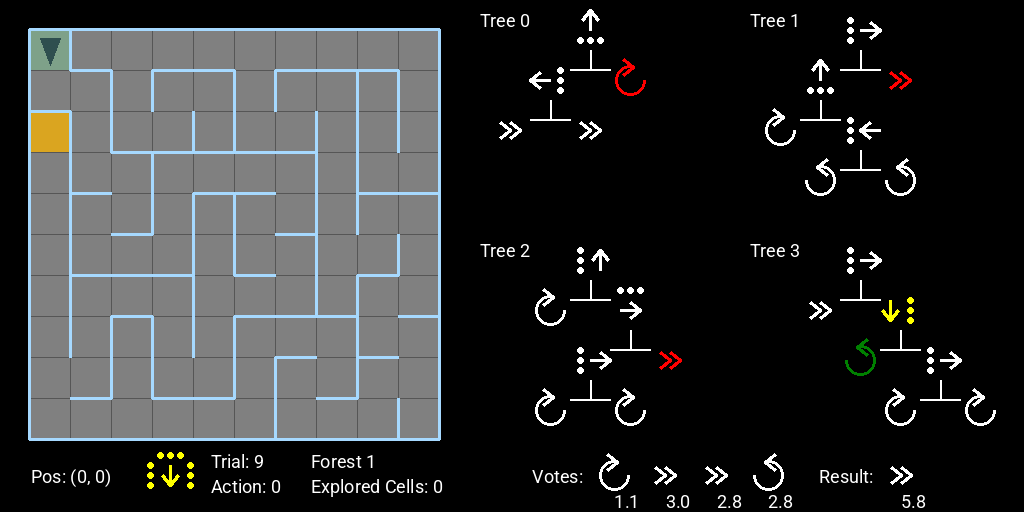 Tree 0
Tree 1
Tree 2
Tree 3
Pos: (0, 0)
Trial: 9
Forest 1
Action: 0
Explored Cells: 0
Votes:
Result:
1.1
3.0
2.8
2.8
5.8